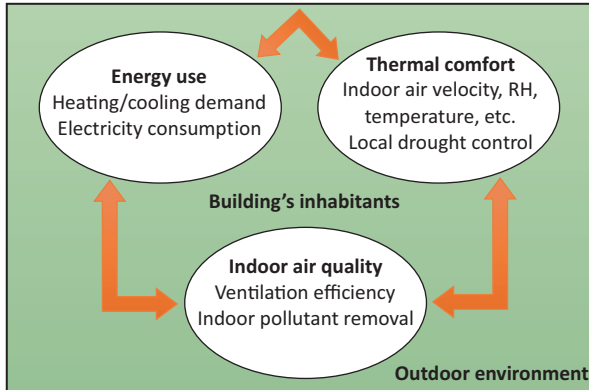 Energy use
Heating/cooling demand
Electricity consumption
Thermal comfort
Indoor air velocity, RH,
temperature, etc.
Local drought control
Building’s inhabitants
Indoor air quality
Ventilation efficiency
Indoor pollutant removal
Outdoor environment